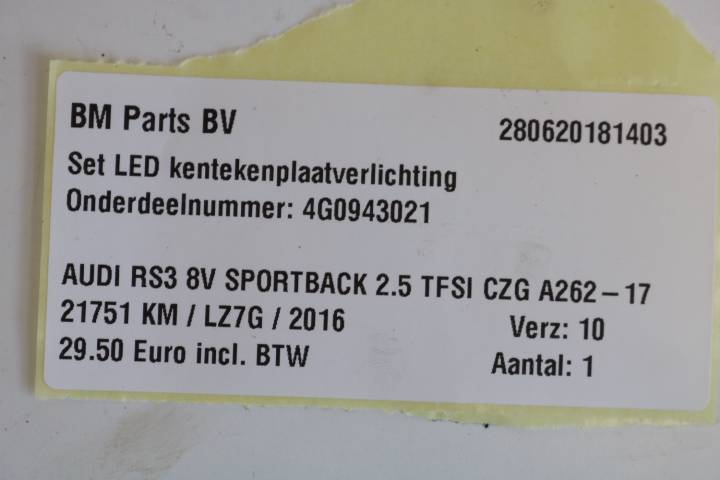 BM Parts BV 280620181403
Set LED kentekenplaatverlichting
Onderdeelnummer: 4G0943021
AUDI RS3 8V SPORTBACK 2.5 TFSI CZG A262-17
21751 KM / LZ7G / 2016 Verz: 10
29.50 Euro incl. BTW Aantal: 1